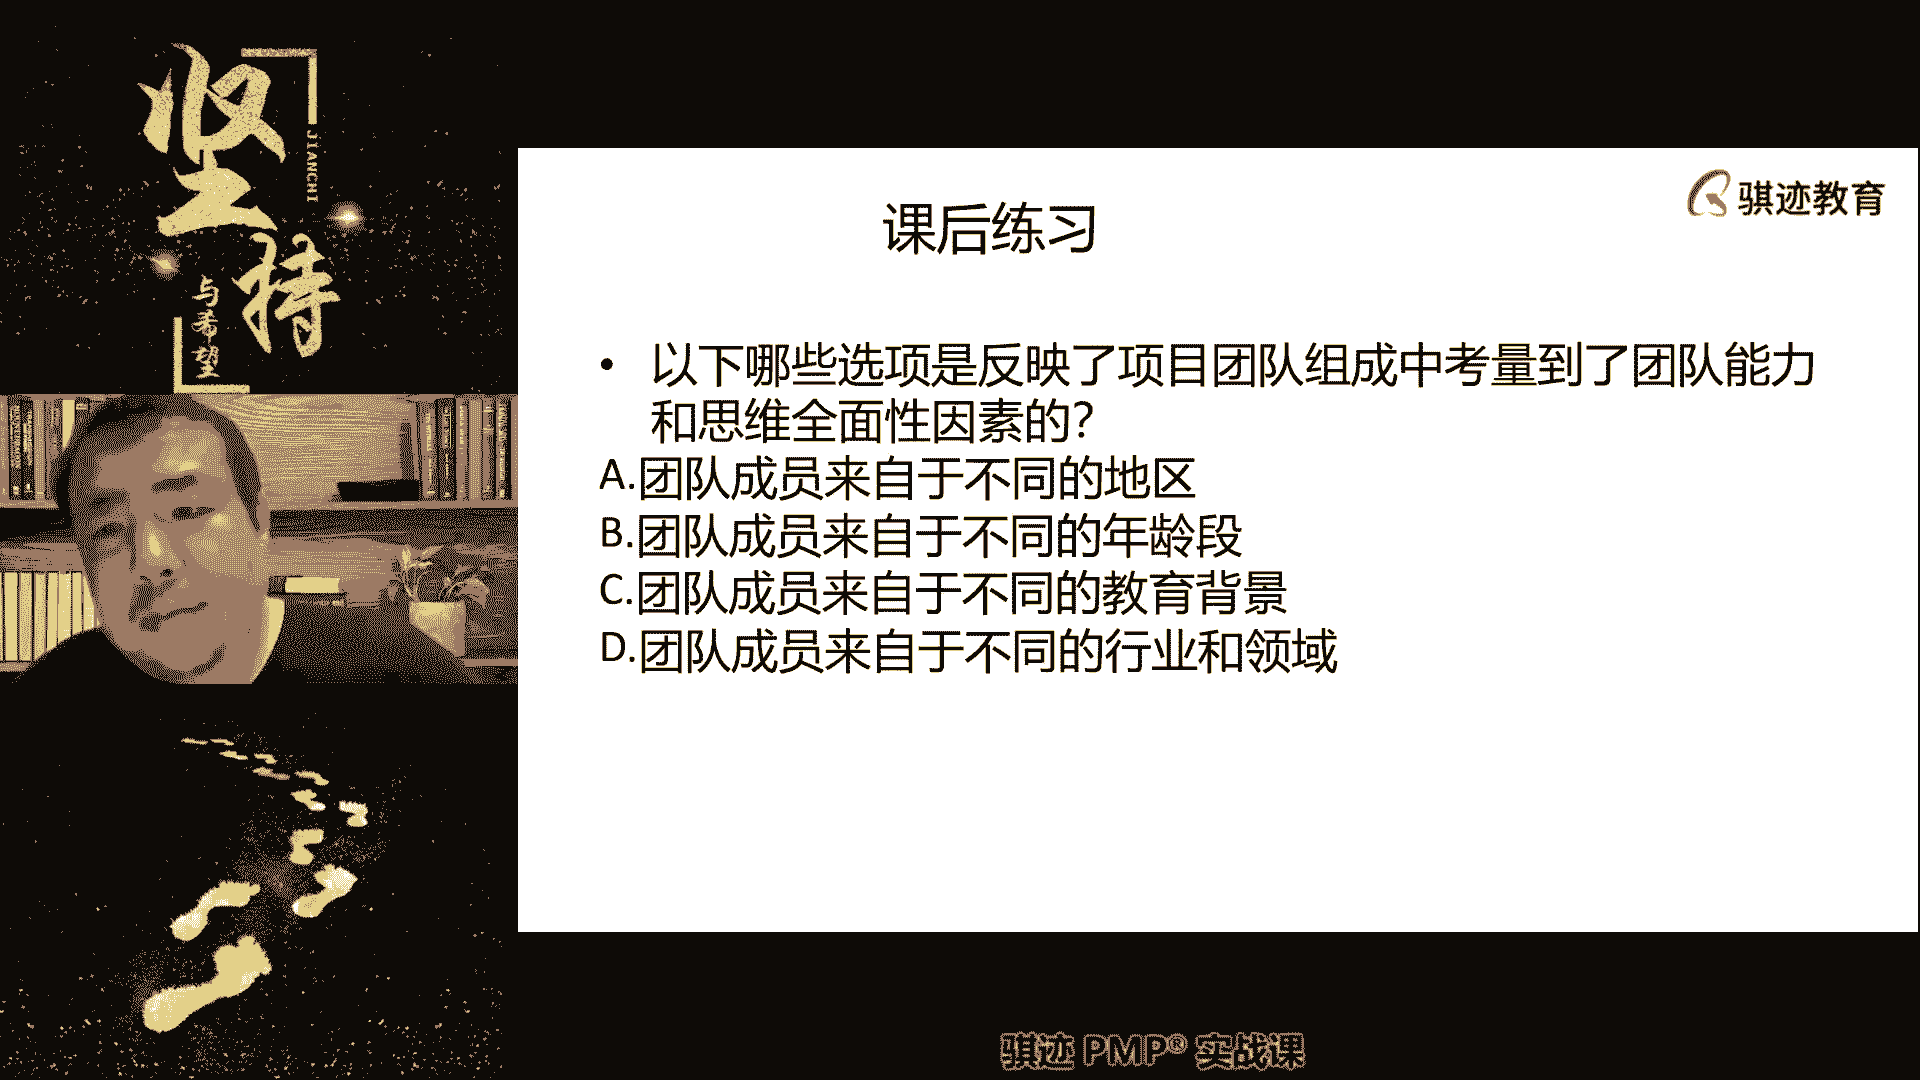 坚持
JIANCHI
与希望
骐迹教育
课后练习
• 以下哪些选项是反映了项目团队组成中考量到了团队能力
和思维全面性因素的?
A.团队成员来自于不同的地区
B.团队成员来自于不同的年龄段
C.团队成员来自于不同的教育背景
D.团队成员来自于不同的行业和领域
骐迹 PMP® 实战课